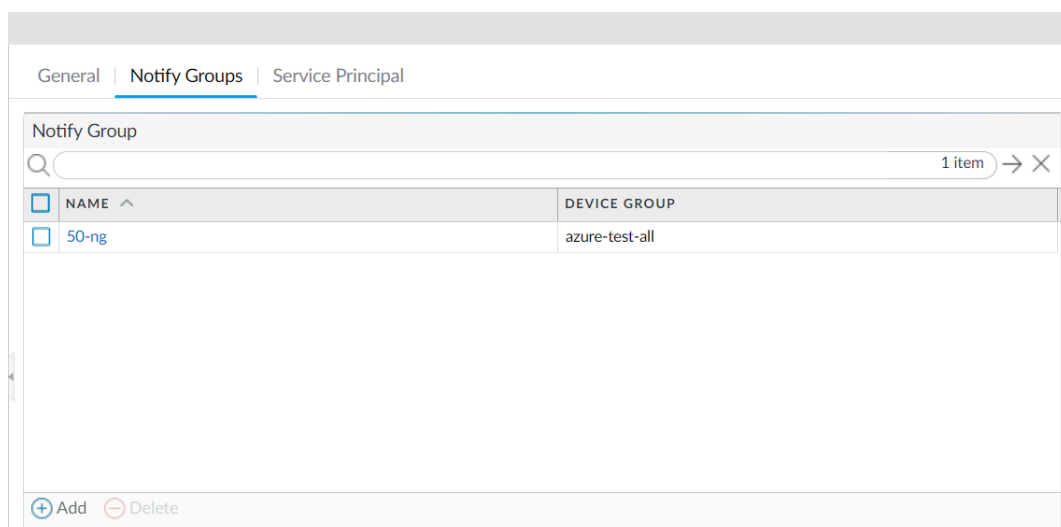 General Notify Groups Service Principal
Notify Group
1 item
NAME DEVICE GROUP
50-ng azure-test-all
Add Delete